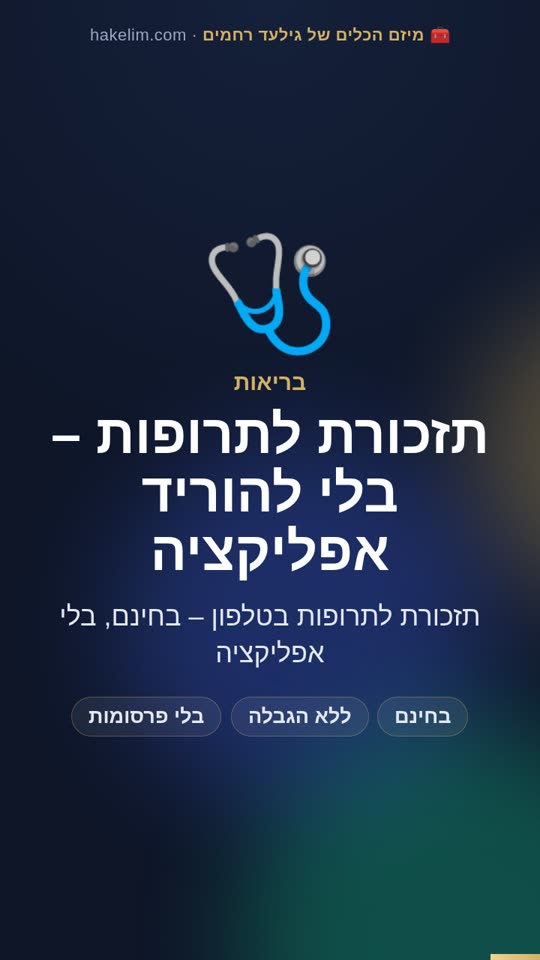 🧰 מיזם הכלים של גילעד רחמים · hakelim.com
בריאות
תזכורת לתרופות –
בלי להוריד
אפליקציה
תזכורת לתרופות בטלפון – בחינם, בלי
אפליקציה
בחינם
ללא הגבלה
בלי פרסומות